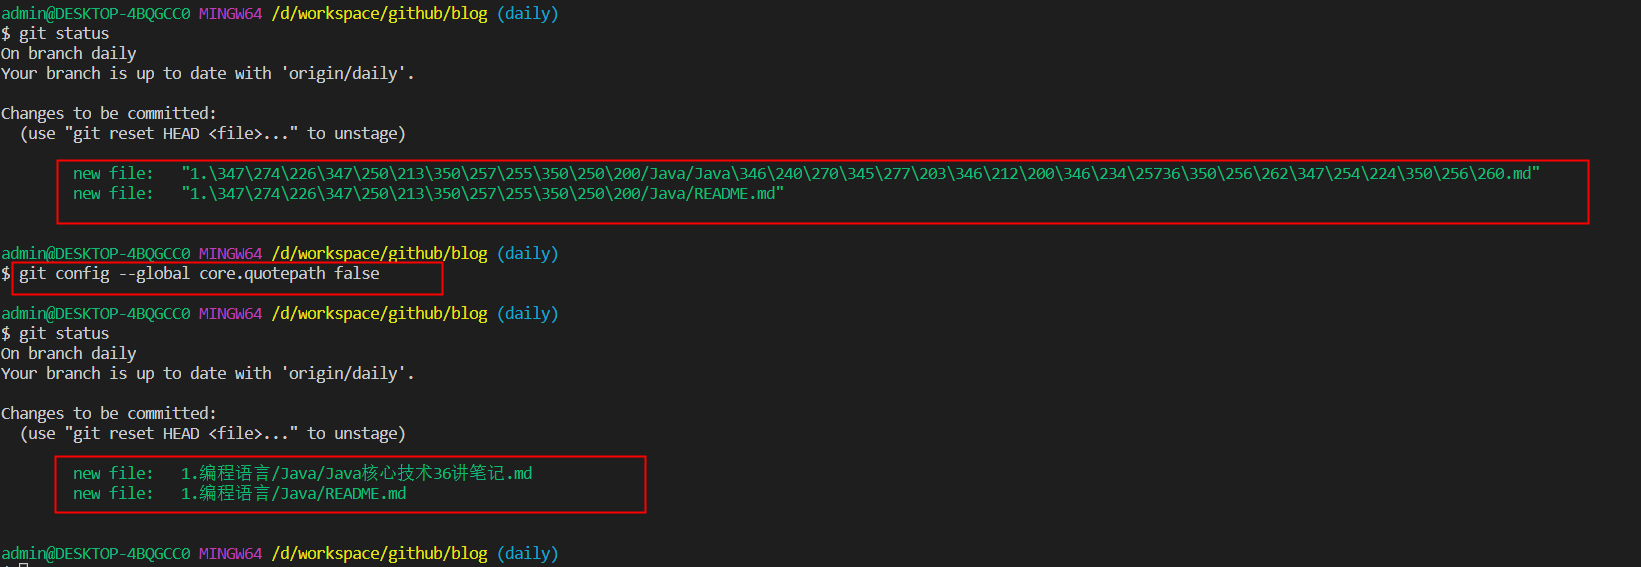 admin@DESKTOP-4BQGCC0 MINGW64 /d/workspace/github/blog (daily)
$ git status
On branch daily
Your branch is up to date with 'origin/daily'.
Changes to be committed:
(use "git reset HEAD <file>..." to unstage)
new file: "1.\347\274\226\347\250\213\350\257\255\350\250\200/Java/Java\346\240\270\345\277\203\346\212\200\346\234\25736\350\256\262\347\254\224\350\256\260.md"
new file: "1.\347\274\226\347\250\213\350\257\255\350\250\200/Java/README.md"
admin@DESKTOP-4BQGCC0 MINGW64 /d/workspace/github/blog (daily)
$ git config --global core.quotepath false
admin@DESKTOP-4BQGCC0 MINGW64 /d/workspace/github/blog (daily)
$ git status
On branch daily
Your branch is up to date with 'origin/daily'.
Changes to be committed:
(use "git reset HEAD <file>..." to unstage)
new file: 1.编程语言/Java/Java核心技术36讲笔记.md
new file: 1.编程语言/Java/README.md
admin@DESKTOP-4BQGCC0 MINGW64 /d/workspace/github/blog (daily)